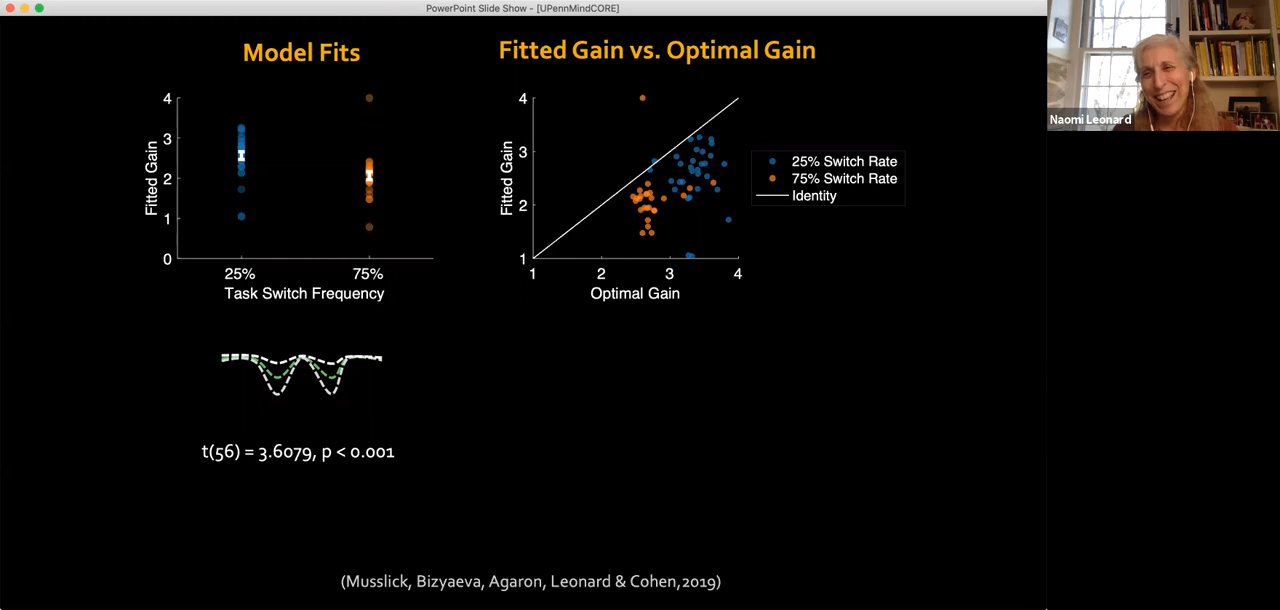 PowerPoint Slide Show - [UPennMindCORE]
Model Fits
Fitted Gain vs. Optimal Gain
4
3
2
1
0
Fitted Gain
25%
75%
Task Switch Frequency
4
3
2
1
Fitted Gain
1
2
3
4
Optimal Gain
25% Switch Rate
75% Switch Rate
Identity
Naomi Leonard
t(56) = 3.6079, p < 0.001
(Musslick, Bizyaeva, Agaron, Leonard & Cohen,2019)